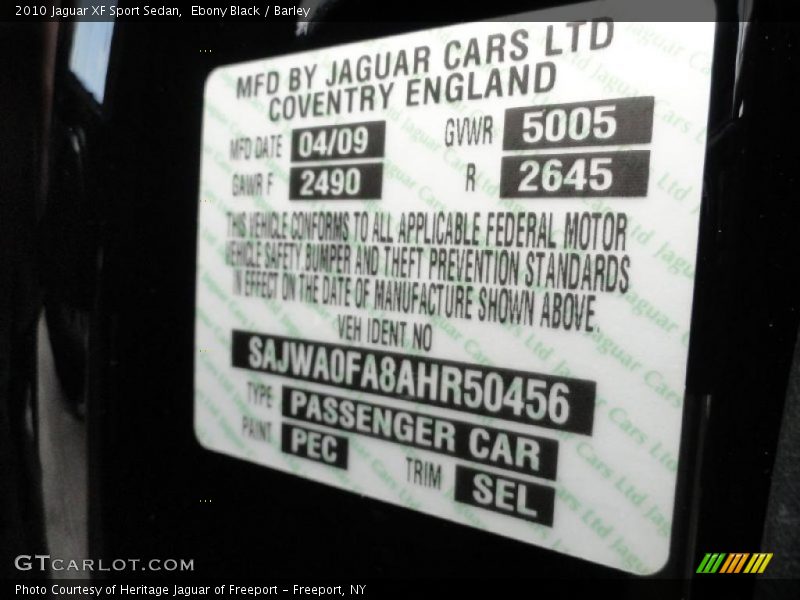 2010 Jaguar XF Sport Sedan, Ebony Black / Barley
MFD BY JAGUAR CARS LTD
COVENTRY ENGLAND
MFD DATE 04/09 GVWR 5005
GAWR F 2490 R 2645
THIS VEHICLE CONFORMS TO ALL APPLICABLE FEDERAL MOTOR
VEHICLE SAFETY BUMPER AND THEFT PREVENTION STANDARDS
IN EFFECT ON THE DATE OF MANUFACTURE SHOWN ABOVE.
VEH IDENT NO
SAJWA0FA8AHR50456
TYPE PASSENGER CAR
PAINT PEC TRIM SEL
GTCARLOT.COM
Photo Courtesy of Heritage Jaguar of Freeport - Freeport, NY